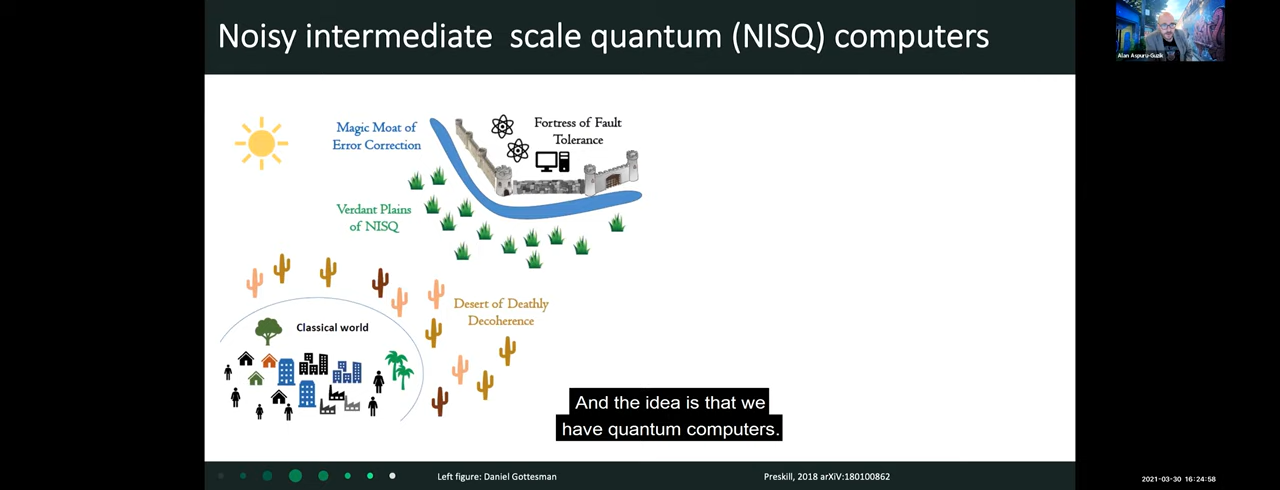 Noisy intermediate scale quantum (NISQ) computers
Alan Aspuru-Guzik
Magic Moat of
Error Correction
Fortress of Fault
Tolerance
Verdant Plains
of NISQ
Desert of Deathly
Decoherence
Classical world
And the idea is that we
have quantum computers.
Left figure: Daniel Gottesman
Preskill, 2018 arXiV:180100862
2021-03-30 16:24:58